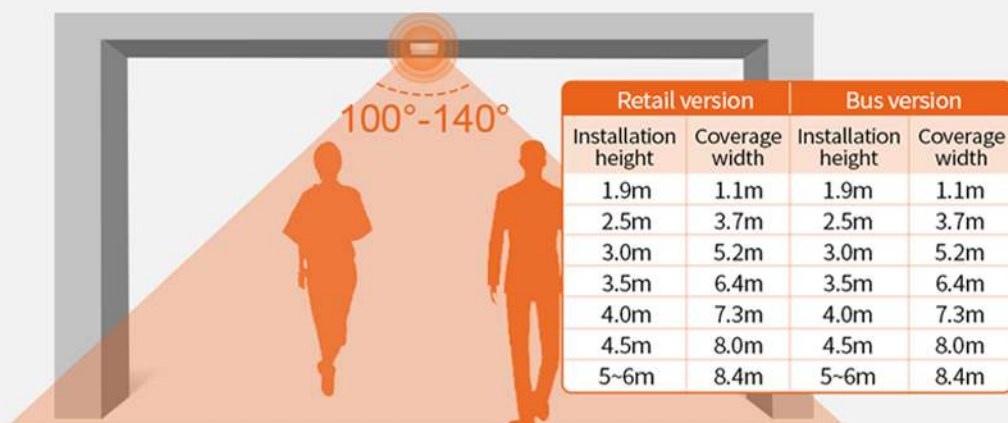 100°-140°
Retail version Bus version
Installation height Coverage width Installation height Coverage width
1.9m 1.1m 1.9m 1.1m
2.5m 3.7m 2.5m 3.7m
3.0m 5.2m 3.0m 5.2m
3.5m 6.4m 3.5m 6.4m
4.0m 7.3m 4.0m 7.3m
4.5m 8.0m 4.5m 8.0m
5~6m 8.4m 5~6m 8.4m